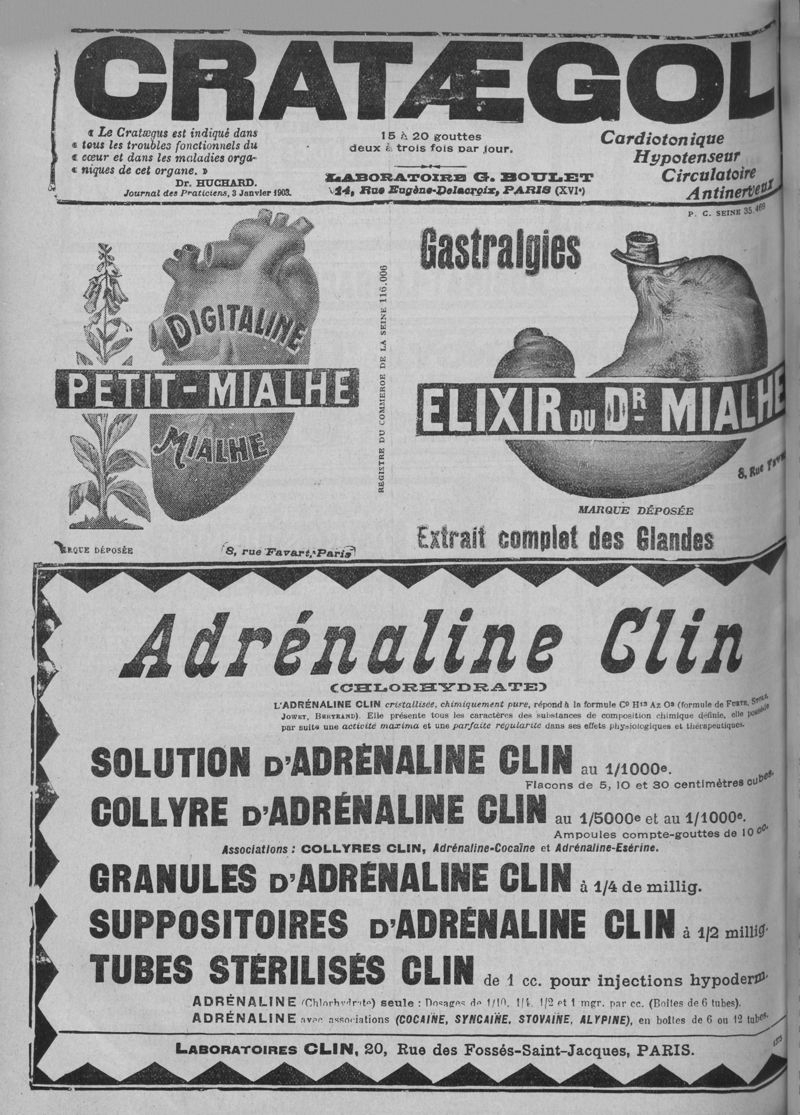 CRATÆGOL
« Le Cratægus est indiqué dans
« tous les troubles fonctionnels du
« cœur et dans les maladies orga-
« niques de cet organe. »
Dr. HUCHARD.
Journal des Praticiens, 3 Janvier 1903.
15 à 20 gouttes
deux à trois fois par jour.
LABORATOIRE G. BOULET
24, Rue Eugène-Delacroix, PARIS (XVIe)
Cardiotonique
Hypotenseur
Circulatoire
Antinerveux
R. C. SEINE 35.469
DIGITALINE
PETIT-MIALHE
MIALHE
MARQUE DÉPOSÉE
8, rue Favart, Paris
REGISTRE DU COMMERCE DE LA SEINE 116.006
Gastralgies
ELIXIR DU DR MIALHE
8, Rue Favart
MARQUE DÉPOSÉE
Extrait complet des Glandes
Adrénaline Clin
(CHLORHYDRATE)
L'ADRÉNALINE CLIN cristallisée, chimiquement pure, répond à la formule C9 H13 Az O3 (formule de
JOWET, BERTRAND). Elle présente tous les caractères des substances de composition chimique définie, elle possède
par suite une activité maxima et une parfaite régularité dans ses effets physiologiques et thérapeutiques.
SOLUTION D'ADRÉNALINE CLIN au 1/1000e.
Flacons de 5, 10 et 30 centimètres cubes.
COLLYRE D'ADRÉNALINE CLIN au 1/5000e et au 1/1000e.
Ampoules compte-gouttes de 10 cc.
Associations : COLLYRES CLIN, Adrénaline-Cocaïne et Adrénaline-Esérine.
GRANULES D'ADRÉNALINE CLIN à 1/4 de millig.
SUPPOSITOIRES D'ADRÉNALINE CLIN à 1/2 millig.
TUBES STÉRILISÉS CLIN de 1 cc. pour injections hypoderm.
ADRÉNALINE (Chlorhydrate) seule : Dosages de 1/10, 1/4, 1/2 et 1 mgr. par cc. (Boîtes de 6 tubes).
ADRÉNALINE avec associations (COCAÏNE, SYNCAÏNE, STOVAÏNE, ALYPINE), en boîtes de 6 ou 12 tubes.
LABORATOIRES CLIN, 20, Rue des Fossés-Saint-Jacques, PARIS.